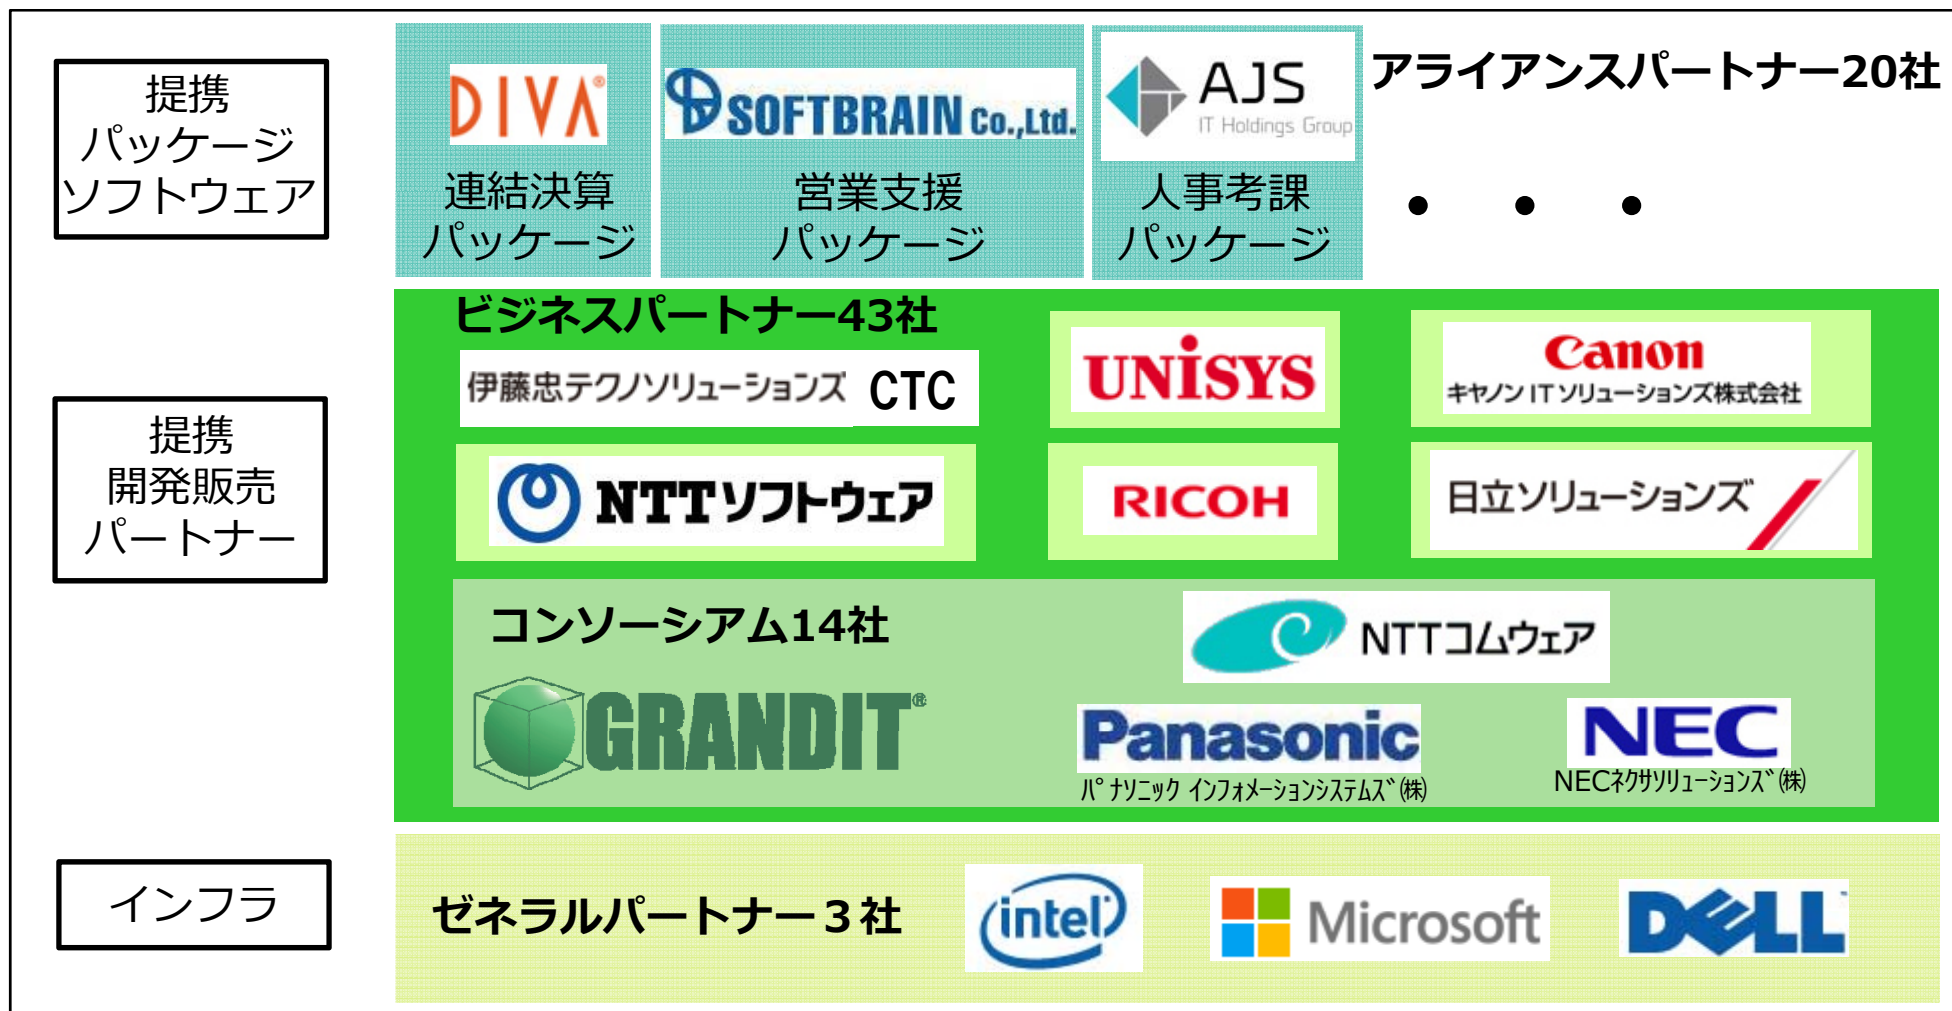 提携
パッケージ
ソフトウェア
DIVA®
連結決算
パッケージ
SOFTBRAIN Co.,Ltd.
営業支援
パッケージ
AJS
IT Holdings Group
人事考課
パッケージ
アライアンスパートナー20社
・・・
提携
開発販売
パートナー
ビジネスパートナー43社
伊藤忠テクノソリューションズ CTC
UNISYS
Canon
キヤノン ITソリューションズ株式会社
NTTソフトウェア
RICOH
日立ソリューションズ
コンソーシアム14社
NTTコムウェア
GRANDIT®
Panasonic
パナソニック インフォメーションシステムズ(株)
NEC
NECネクサソリューションズ(株)
インフラ
ゼネラルパートナー3社
intel
Microsoft
DELL